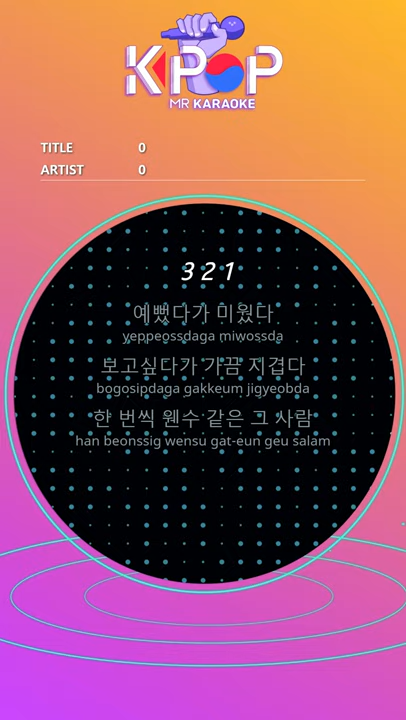 KPOP
MR KARAOKE
TITLE 0
ARTIST 0
3 2 1
예뻤다가 미웠다
yeppeossdaga miwossda
보고싶다가 가끔 지겹다
bogosipdaga gakkeum jigyeobda
한 번씩 웬수 같은 그 사람
han beonssig wensu gat-eun geu salam